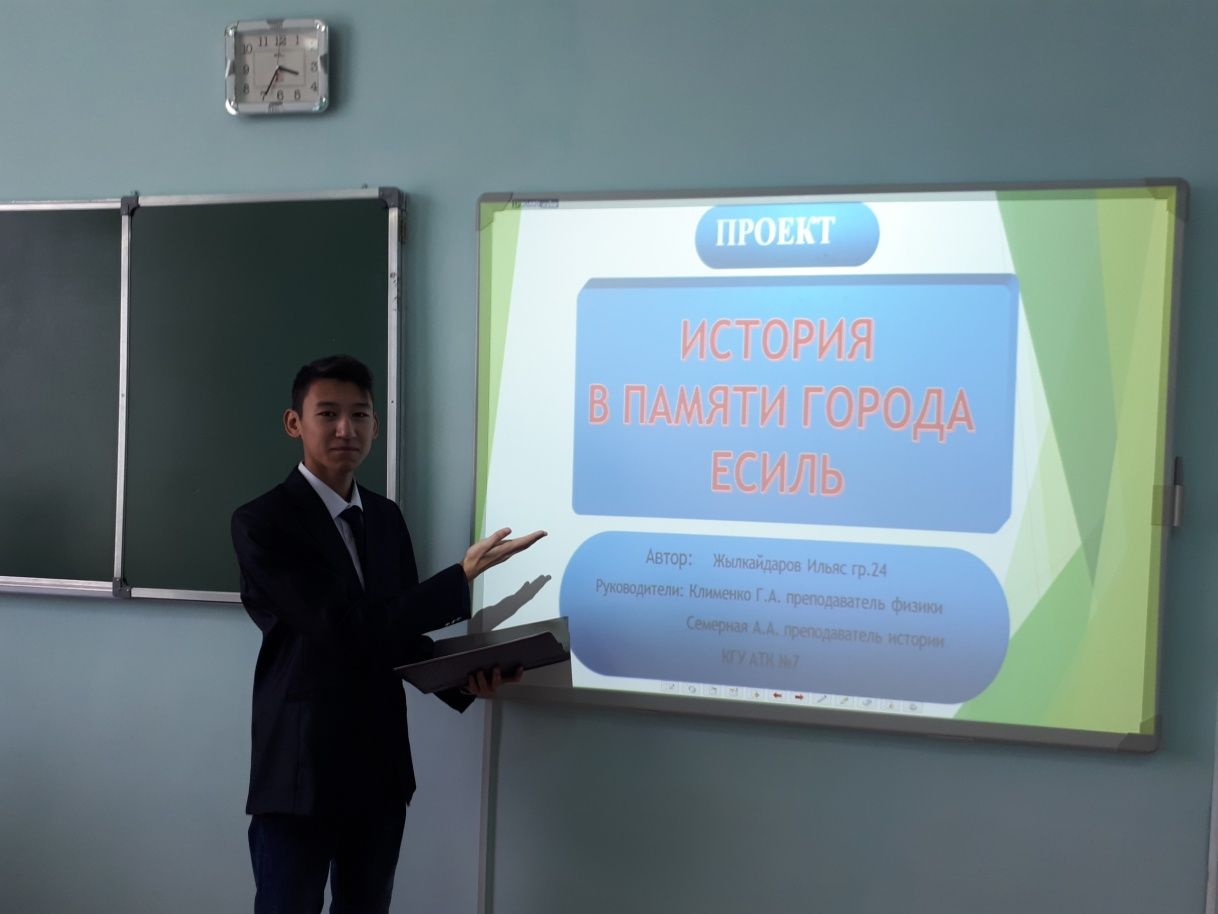 ПРОЕКТ
ИСТОРИЯ
В ПАМЯТИ ГОРОДА
ЕСИЛЬ
Автор: Жылкайдаров Ильяс гр.24
Руководители: Клименко Г.А. преподаватель физики
Семерная А.А. преподаватель истории
КГУ АТК №7